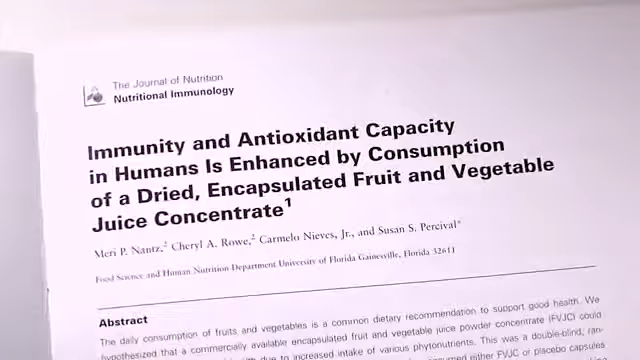 The Journal of Nutrition
Nutritional Immunology
Immunity and Antioxidant Capacity
in Humans Is Enhanced by Consumption
of a Dried, Encapsulated Fruit and Vegetable
Juice Concentrate¹
Meri P. Nantz,² Cheryl A. Rowe,² Carmelo Nieves, Jr., and Susan S. Percival*
Food Science and Human Nutrition Department University of Florida Gainesville, Florida 32611
Abstract
The daily consumption of fruits and vegetables is a common dietary recommendation to support good health. We
hypothesized that a commercially available encapsulated fruit and vegetable juice powder concentrate (FVJC) could
due to increased intake of various phytonutrients. This was a double-blind, ran-
either FVJC or placebo capsules